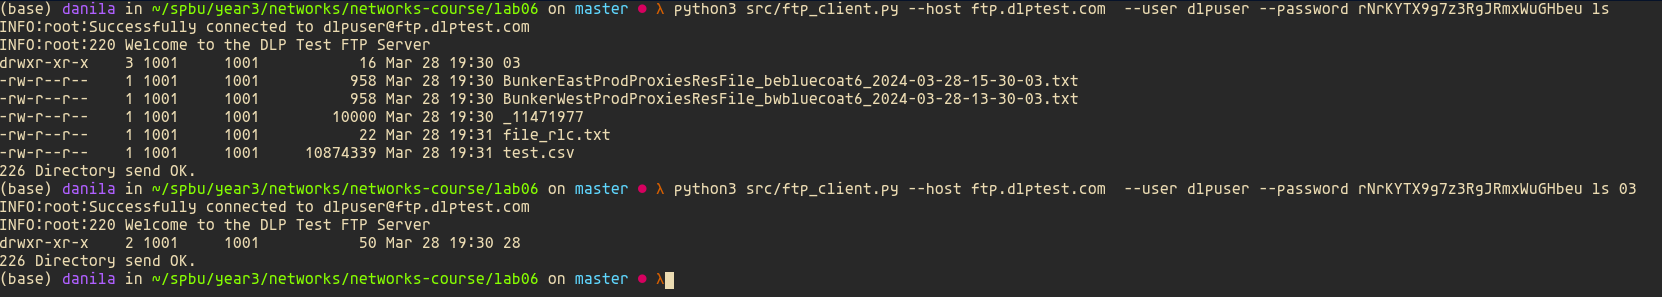 (base) danila in ~/spbu/year3/networks/networks-course/lab06 on master ● λ python3 src/ftp_client.py --host ftp.dlptest.com  --user dlpuser --password rNrKYTX9g7z3RgJRmxWuGHbeu ls
INFO:root:Successfully connected to dlpuser@ftp.dlptest.com
INFO:root:220 Welcome to the DLP Test FTP Server
drwxr-xr-x    3 1001     1001           16 Mar 28 19:30 03
-rw-r--r--    1 1001     1001          958 Mar 28 19:30 BunkerEastProdProxiesResFile_bebluecoat6_2024-03-28-15-30-03.txt
-rw-r--r--    1 1001     1001          958 Mar 28 19:30 BunkerWestProdProxiesResFile_bwbluecoat6_2024-03-28-13-30-03.txt
-rw-r--r--    1 1001     1001        10000 Mar 28 19:30 _11471977
-rw-r--r--    1 1001     1001           22 Mar 28 19:31 file_rlc.txt
-rw-r--r--    1 1001     1001     10874339 Mar 28 19:31 test.csv
226 Directory send OK.
(base) danila in ~/spbu/year3/networks/networks-course/lab06 on master ● λ python3 src/ftp_client.py --host ftp.dlptest.com  --user dlpuser --password rNrKYTX9g7z3RgJRmxWuGHbeu ls 03
INFO:root:Successfully connected to dlpuser@ftp.dlptest.com
INFO:root:220 Welcome to the DLP Test FTP Server
drwxr-xr-x    2 1001     1001           50 Mar 28 19:30 28
226 Directory send OK.
(base) danila in ~/spbu/year3/networks/networks-course/lab06 on master ● λ